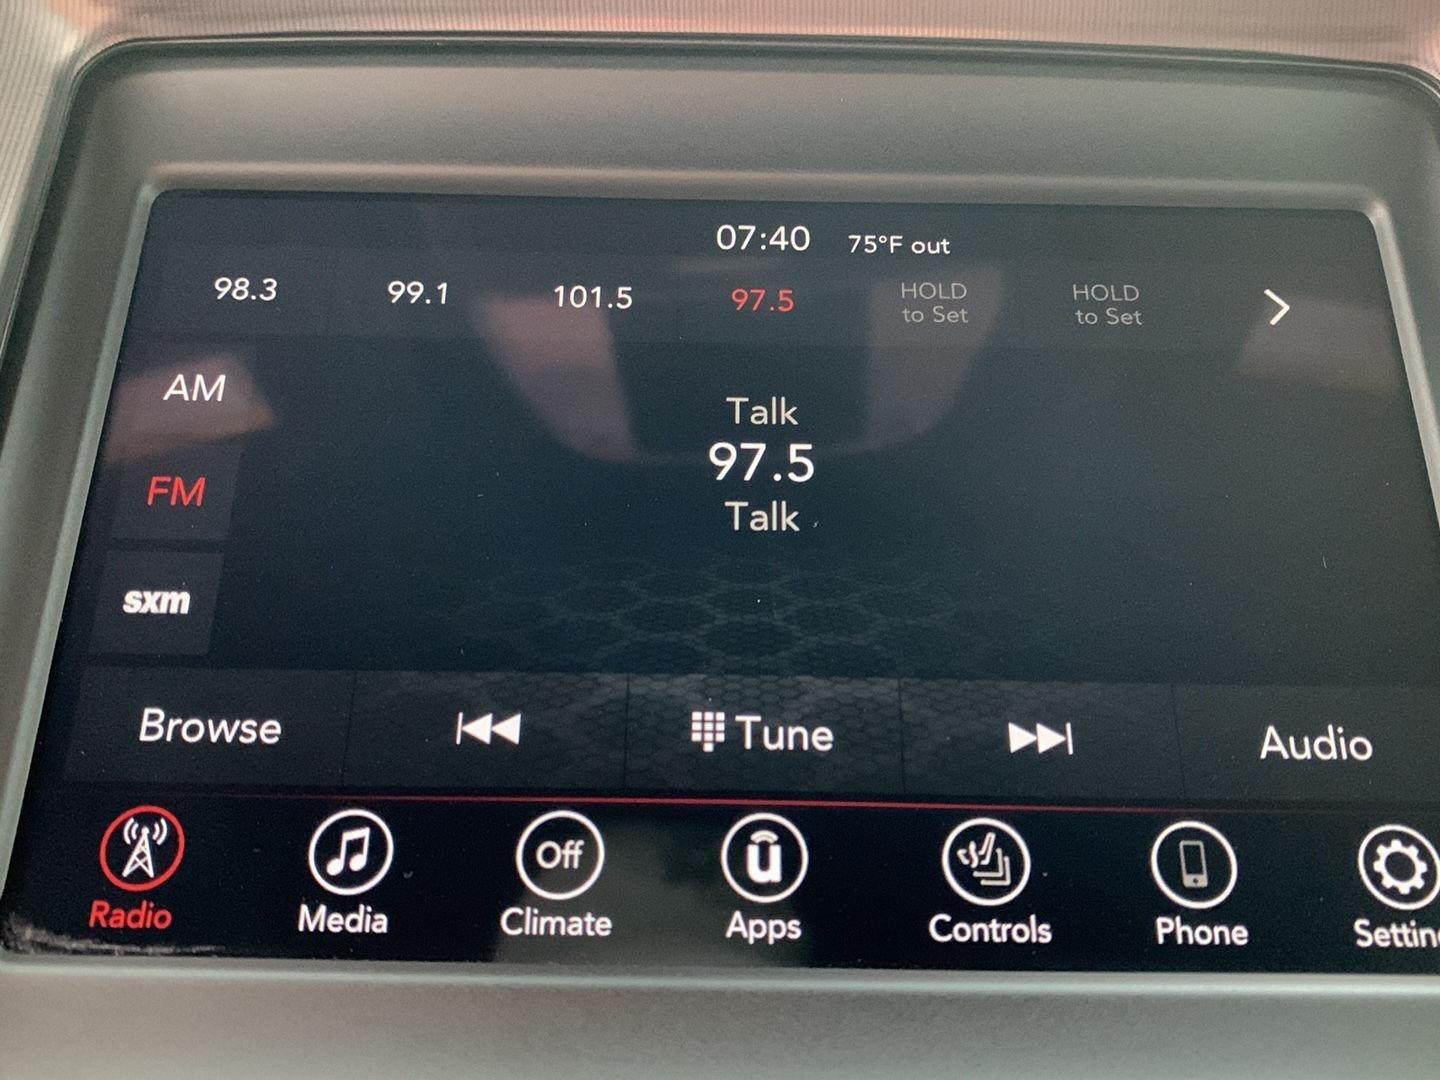 07:40 75°F out
98.3 99.1 101.5 97.5 HOLD to Set HOLD to Set
AM
Talk
97.5
FM
Talk
sxm
Browse Tune Audio
Off
Radio Media Climate Apps Controls Phone Settin